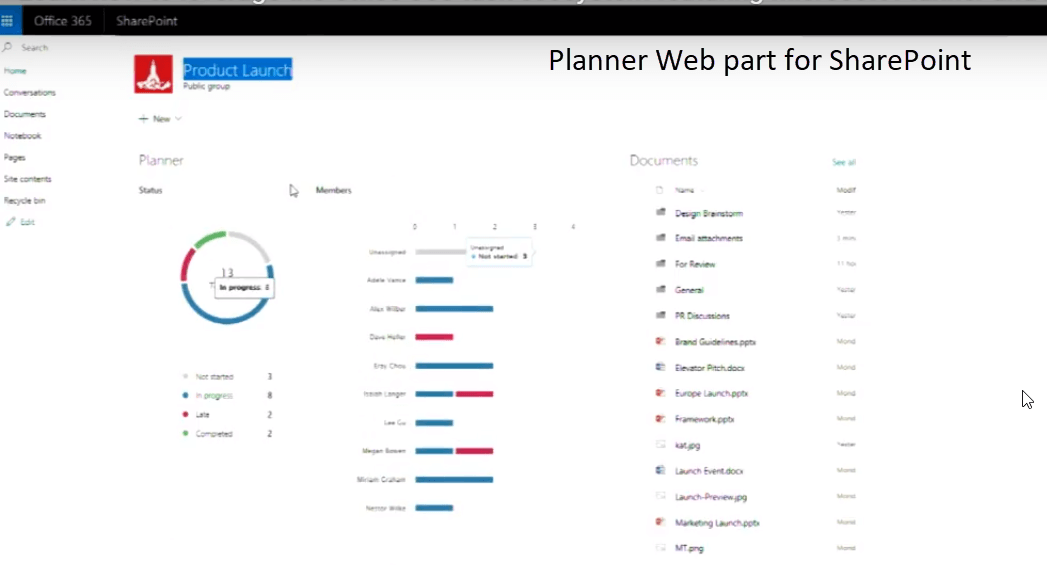 Office 365 SharePoint
Planner Web part for SharePoint
Search
Home
Conversations
Documents
Notebook
Pages
Site contents
Recycle bin
Edit
Product Launch
Public group
+ New
Planner
Status
Members
13
In progress: 8
Not started 3
In progress 8
Late 2
Completed 2
0 1 2 3 4
Unassigned
Unassigned
Not started: 3
Adele Vance
Alex Wilber
Isaiah Langer
Lee Gu
Megan Bowen
Miriam Graham
Nestor Wilke
Documents
See all
Name
Modif
Design Brainstorm
Email attachments
For Review
General
PR Discussions
Brand Guidelines.pptx
Elevator Pitch.docx
Europe Launch.pptx
Framework.pptx
kat.jpg
Launch Event.docx
Launch-Preview.jpg
Marketing Launch.pptx
MT.png